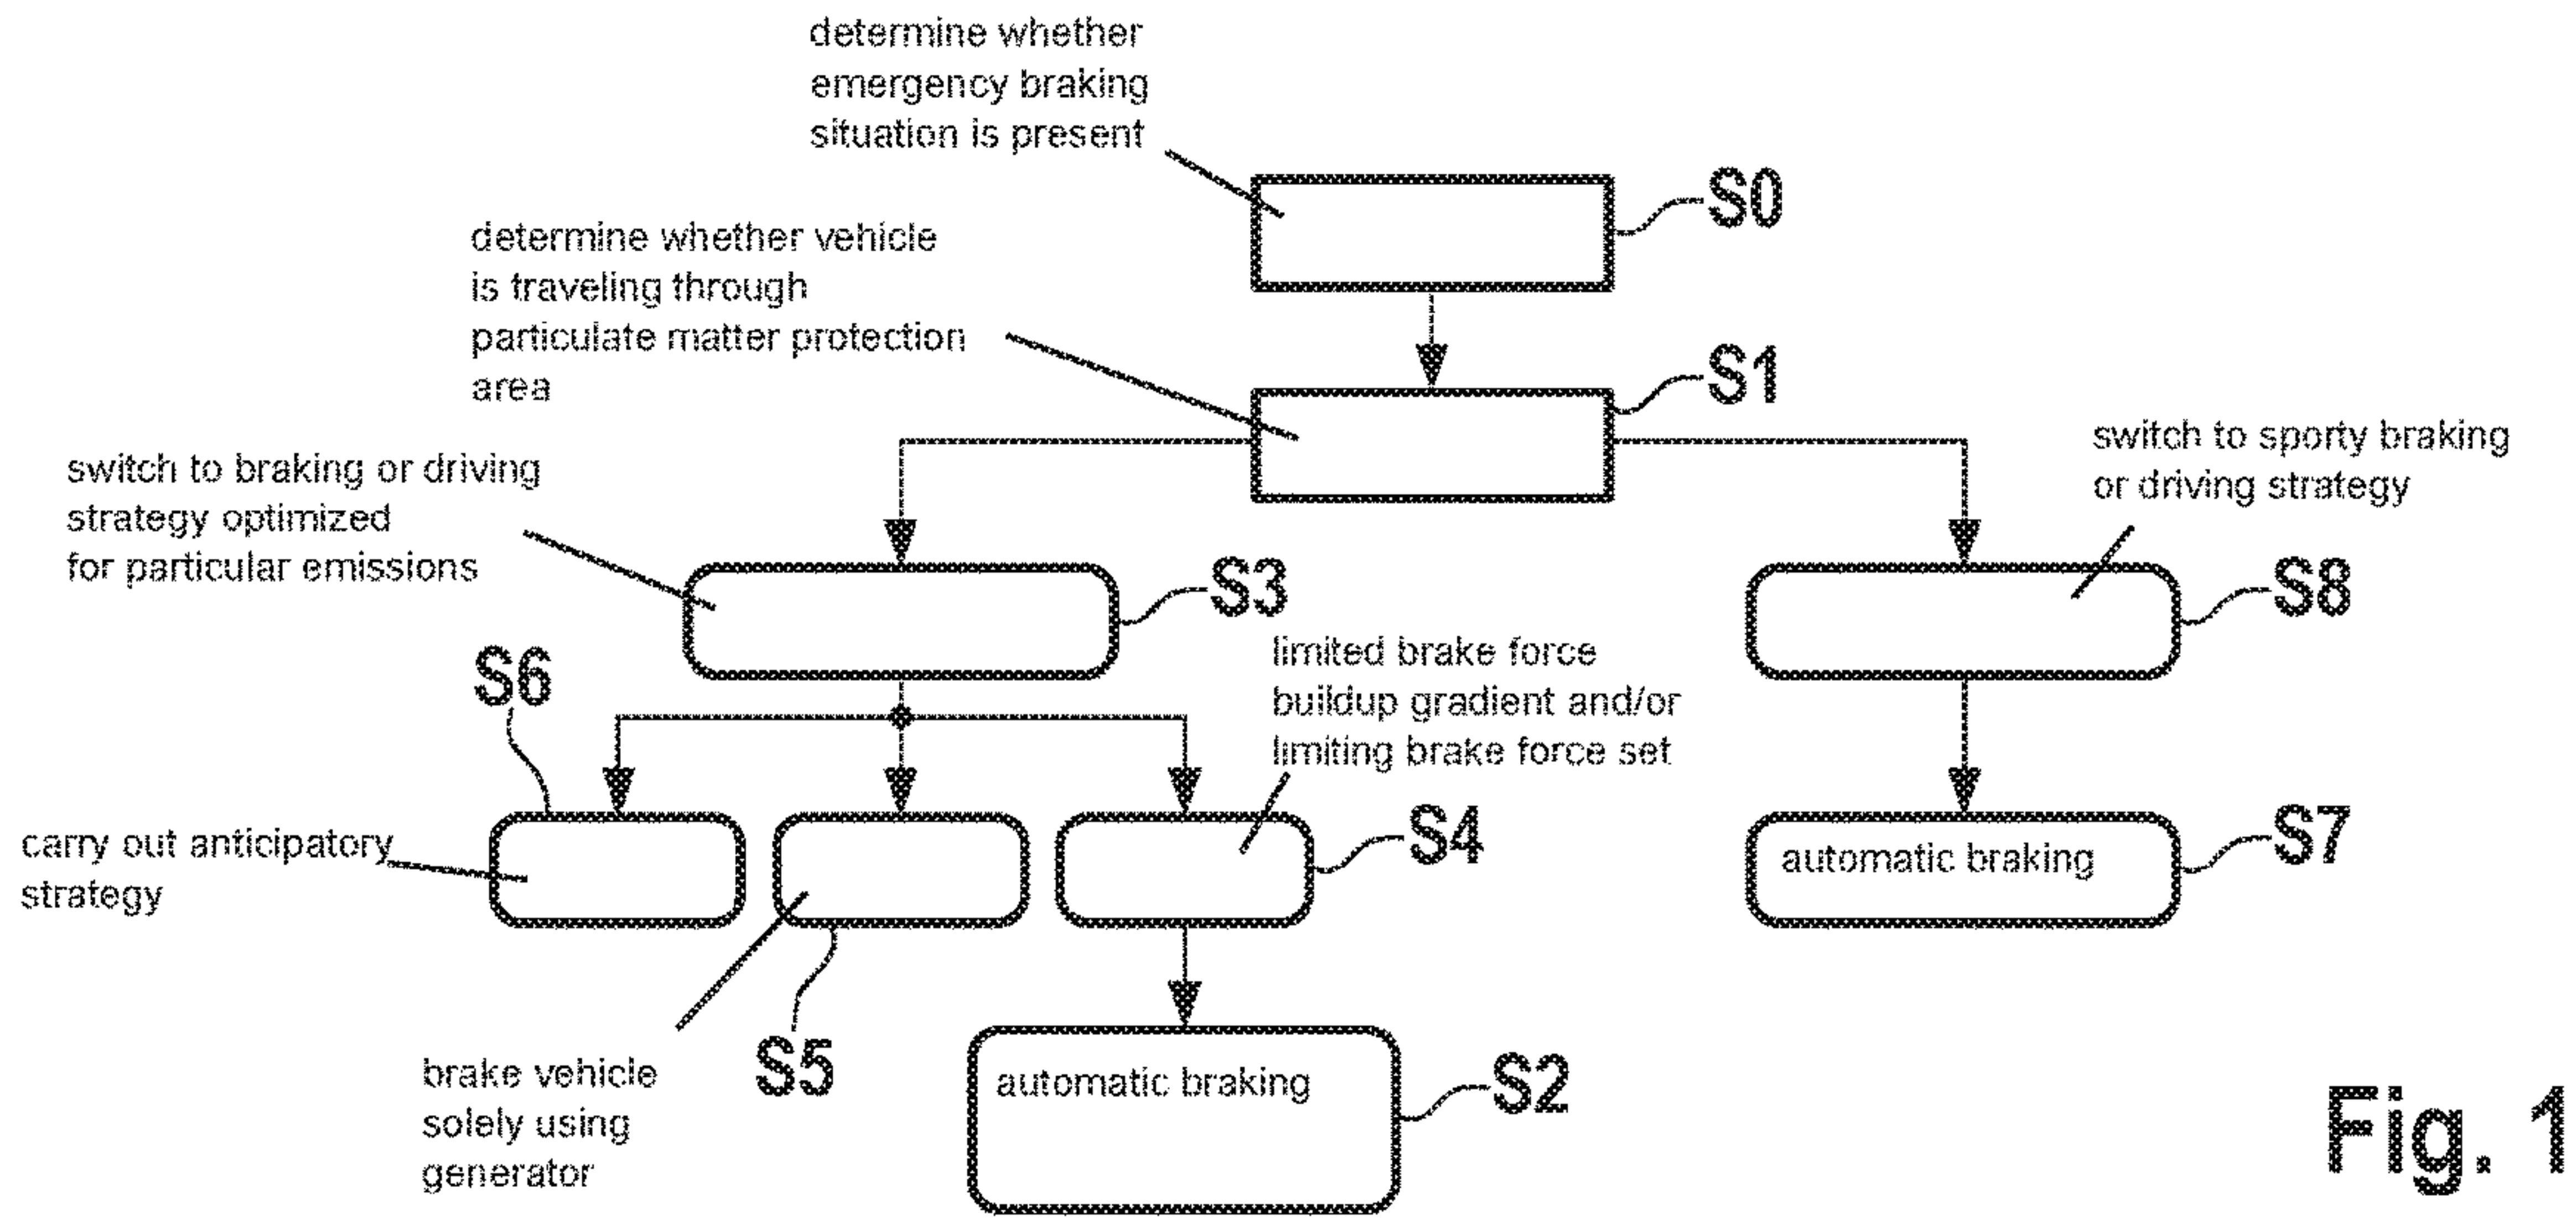 determine whether
emergency braking
situation is present
S0
determine whether vehicle
is traveling through
particulate matter protection
area
S1
switch to sporty braking
or driving strategy
switch to braking or driving
strategy optimized
for particular emissions
S3
S8
limited brake force
buildup gradient and/or
limiting brake force set
S6
carry out anticipatory
strategy
S4
automatic braking
S7
brake vehicle
solely using
generator
S5
automatic braking
S2
Fig. 1